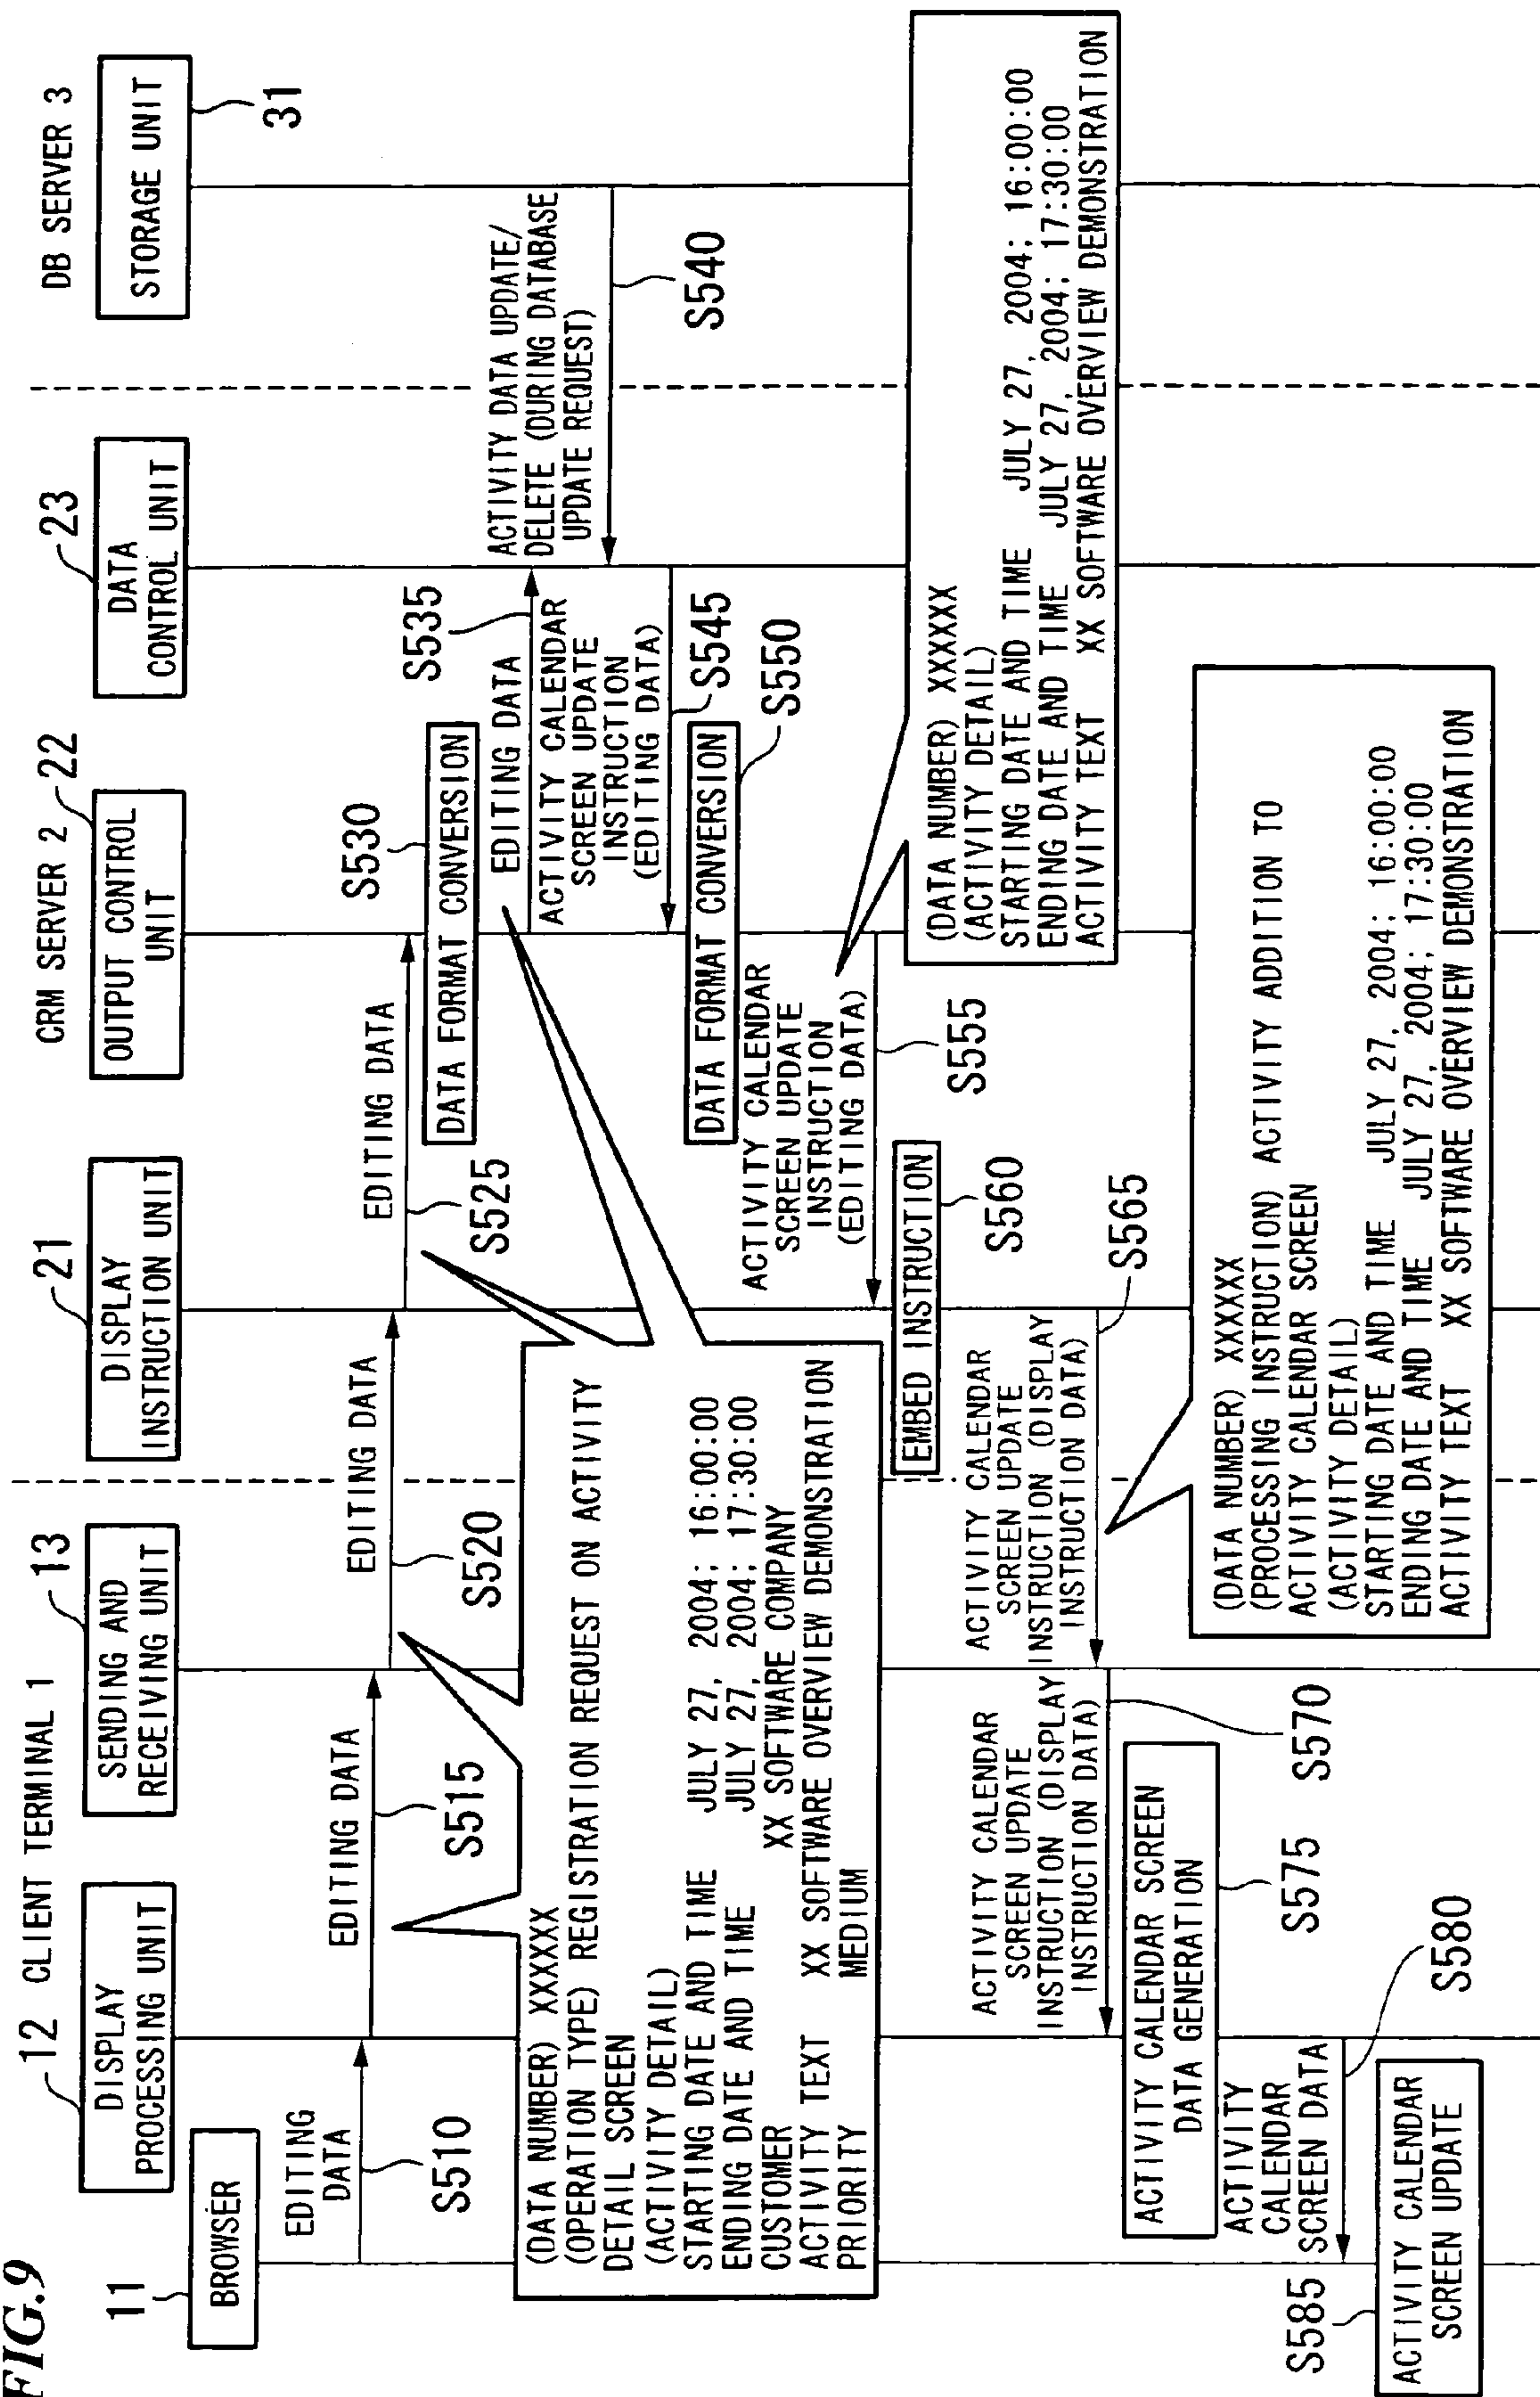 FIG.9
12 CLIENT TERMINAL 1
13
21
CRM SERVER 2
22
23
DB SERVER 3
11
BROWSER
DISPLAY
PROCESSING UNIT
SENDING AND
RECEIVING UNIT
DISPLAY
INSTRUCTION UNIT
OUTPUT CONTROL
UNIT
DATA
CONTROL UNIT
STORAGE UNIT
31
EDITING
DATA
S510
EDITING DATA
S515
EDITING DATA
S520
EDITING DATA
S525
S530
DATA FORMAT CONVERSION
S535
EDITING DATA
ACTIVITY DATA UPDATE/
DELETE (DURING DATABASE
UPDATE REQUEST)
S540
ACTIVITY CALENDAR
SCREEN UPDATE
INSTRUCTION
(EDITING DATA)
S545
(DATA NUMBER) XXXXXX
(OPERATION TYPE) REGISTRATION REQUEST ON ACTIVITY
DETAIL SCREEN
(ACTIVITY DETAIL)
STARTING DATE AND TIME JULY 27, 2004; 16:00:00
ENDING DATE AND TIME JULY 27, 2004; 17:30:00
CUSTOMER XX SOFTWARE COMPANY
ACTIVITY TEXT XX SOFTWARE OVERVIEW DEMONSTRATION
PRIORITY MEDIUM
DATA FORMAT CONVERSION
S550
ACTIVITY CALENDAR
SCREEN UPDATE
INSTRUCTION
(EDITING DATA)
S555
(DATA NUMBER) XXXXXX
(ACTIVITY DETAIL)
STARTING DATE AND TIME JULY 27, 2004; 16:00:00
ENDING DATE AND TIME JULY 27, 2004; 17:30:00
ACTIVITY TEXT XX SOFTWARE OVERVIEW DEMONSTRATION
EMBED INSTRUCTION
S560
ACTIVITY CALENDAR
SCREEN UPDATE
INSTRUCTION (DISPLAY
INSTRUCTION DATA)
S565
ACTIVITY CALENDAR
SCREEN UPDATE
INSTRUCTION (DISPLAY
INSTRUCTION DATA)
S570
ACTIVITY CALENDAR SCREEN
DATA GENERATION
S575
(DATA NUMBER) XXXXXX
(PROCESSING INSTRUCTION) ACTIVITY ADDITION TO
ACTIVITY CALENDAR SCREEN
(ACTIVITY DETAIL)
STARTING DATE AND TIME JULY 27, 2004; 16:00:00
ENDING DATE AND TIME JULY 27, 2004; 17:30:00
ACTIVITY TEXT XX SOFTWARE OVERVIEW DEMONSTRATION
ACTIVITY
CALENDAR
SCREEN DATA
S580
S585
ACTIVITY CALENDAR
SCREEN UPDATE